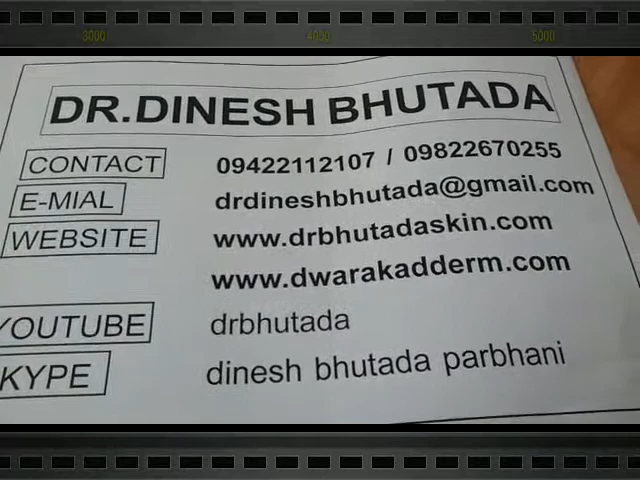 3000 4000 5000
DR.DINESH BHUTADA
CONTACT 09422112107 / 09822670255
E-MIAL drdineshbhutada@gmail.com
WEBSITE www.drbhutadaskin.com
www.dwarakadderm.com
YOUTUBE drbhutada
KYPE dinesh bhutada parbhani